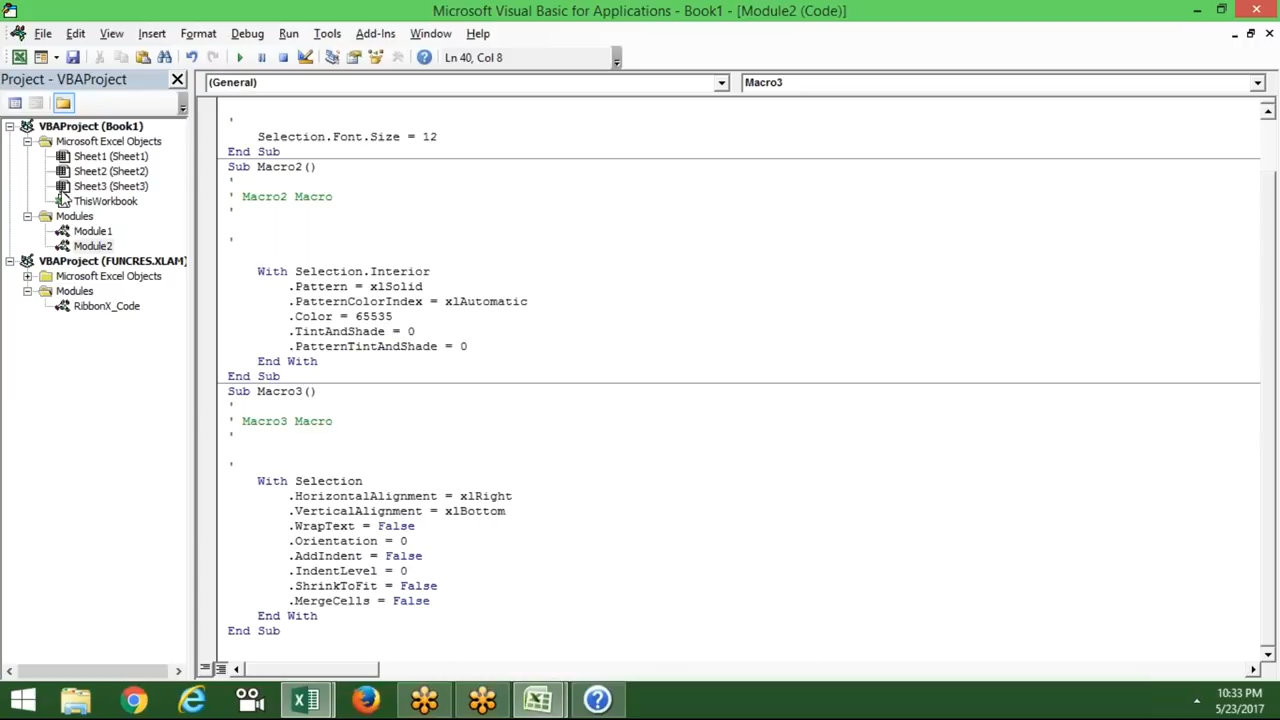 Microsoft Visual Basic for Applications - Book1 - [Module2 (Code)]
File Edit View Insert Format Debug Run Tools Add-Ins Window Help
Ln 40, Col 8
Project - VBAProject
(General)
Macro3
VBAProject (Book1)
Microsoft Excel Objects
Sheet1 (Sheet1)
Sheet2 (Sheet2)
Sheet3 (Sheet3)
ThisWorkbook
Modules
Module1
Module2
VBAProject (FUNCRES.XLAM)
Microsoft Excel Objects
Modules
RibbonX_Code
'
Selection.Font.Size = 12
End Sub
Sub Macro2()
'
' Macro2 Macro
'
'
With Selection.Interior
.Pattern = xlSolid
.PatternColorIndex = xlAutomatic
.Color = 65535
.TintAndShade = 0
.PatternTintAndShade = 0
End With
End Sub
Sub Macro3()
'
' Macro3 Macro
'
'
With Selection
.HorizontalAlignment = xlRight
.VerticalAlignment = xlBottom
.WrapText = False
.Orientation = 0
.AddIndent = False
.IndentLevel = 0
.ShrinkToFit = False
.MergeCells = False
End With
End Sub
10:33 PM
5/23/2017